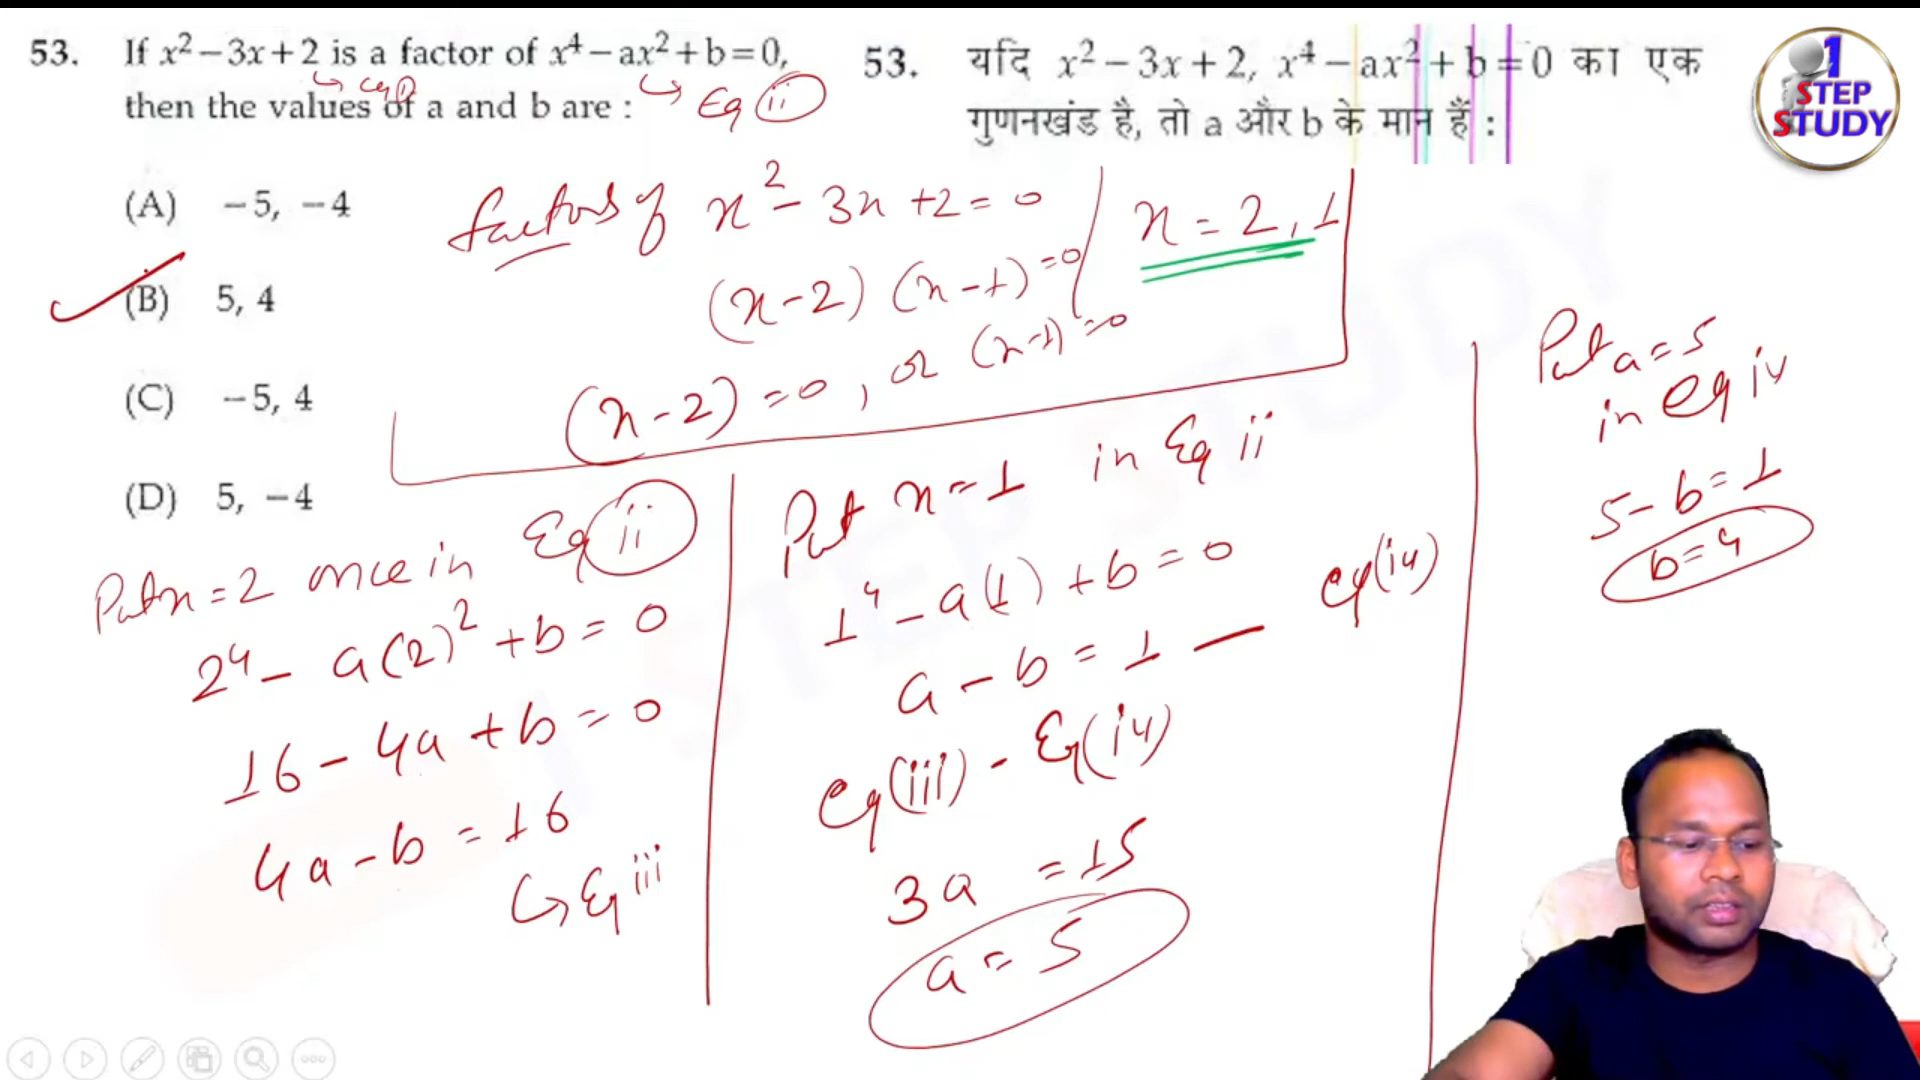 53. If x² − 3x + 2 is a factor of x⁴ − ax² + b = 0,
↳ eq ⓘ
↳ Eq ii
then the values of a and b are :
(A) −5, −4
(B) 5, 4
(C) −5, 4
(D) 5, −4
53. यदि x² − 3x + 2, x⁴ − ax² + b = 0 का एक
गुणनखंड है, तो a और b के मान हैं :
1
STEP
STUDY
factors of x² − 3x + 2 = 0
(x − 2) (x − 1) = 0
(x − 2) = 0, or (x − 1) = 0
x = 2, 1
Put x = 2 once in Eq ii
2⁴ − a(2)² + b = 0
16 − 4a + b = 0
4a − b = 16
↳ Eq iii
Put x = 1 in Eq ii
1⁴ − a(1) + b = 0
a − b = 1 — eq(iv)
eq(iii) − Eq(iv)
3a = 15
a = 5
Put a = 5
in eq iv
5 − b = 1
b = 4
1 STEP STUDY